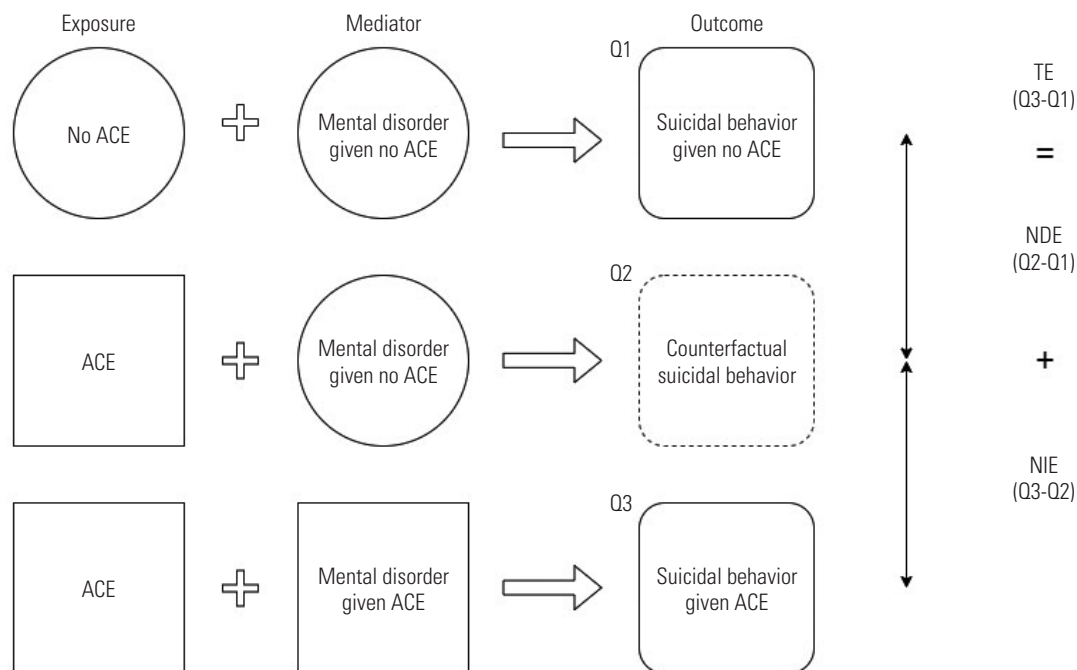 Exposure
Mediator
Outcome
No ACE
Mental disorder
given no ACE
Q1
Suicidal behavior
given no ACE
TE
(Q3-Q1)
=
ACE
Mental disorder
given no ACE
Q2
Counterfactual
suicidal behavior
NDE
(Q2-Q1)
+
ACE
Mental disorder
given ACE
Q3
Suicidal behavior
given ACE
NIE
(Q3-Q2)